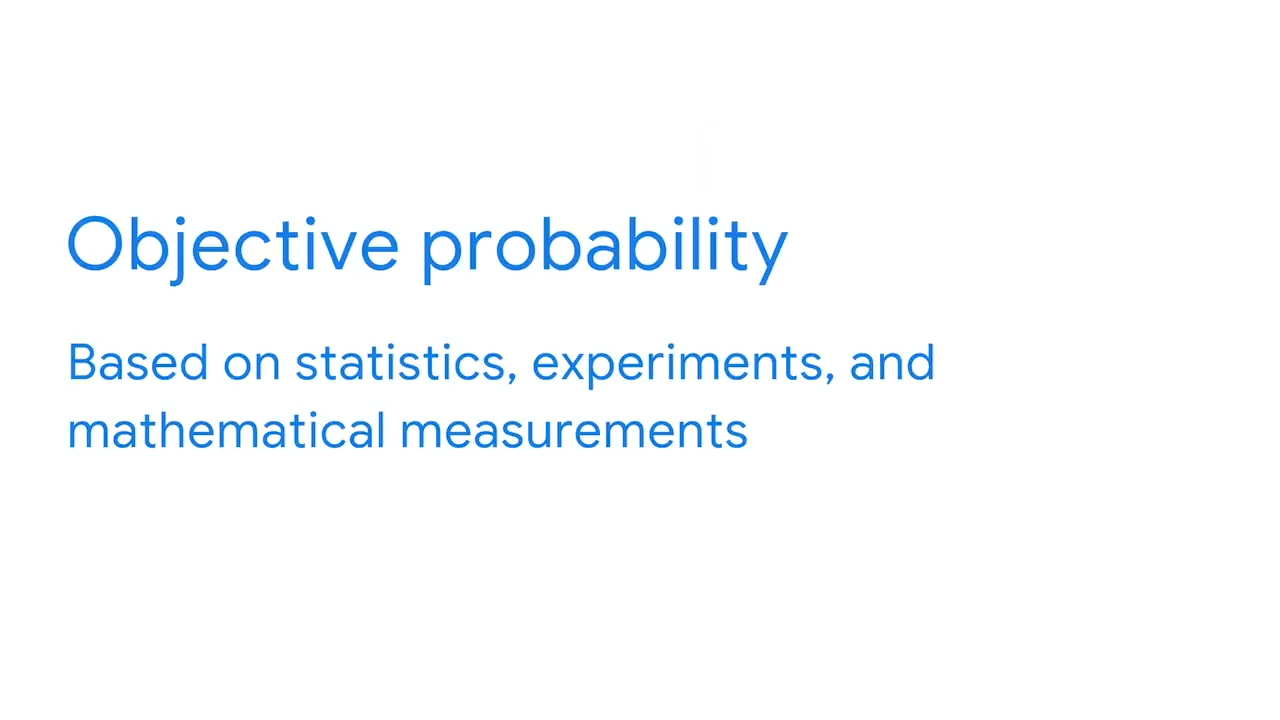 Objective probability
Based on statistics, experiments, and
mathematical measurements